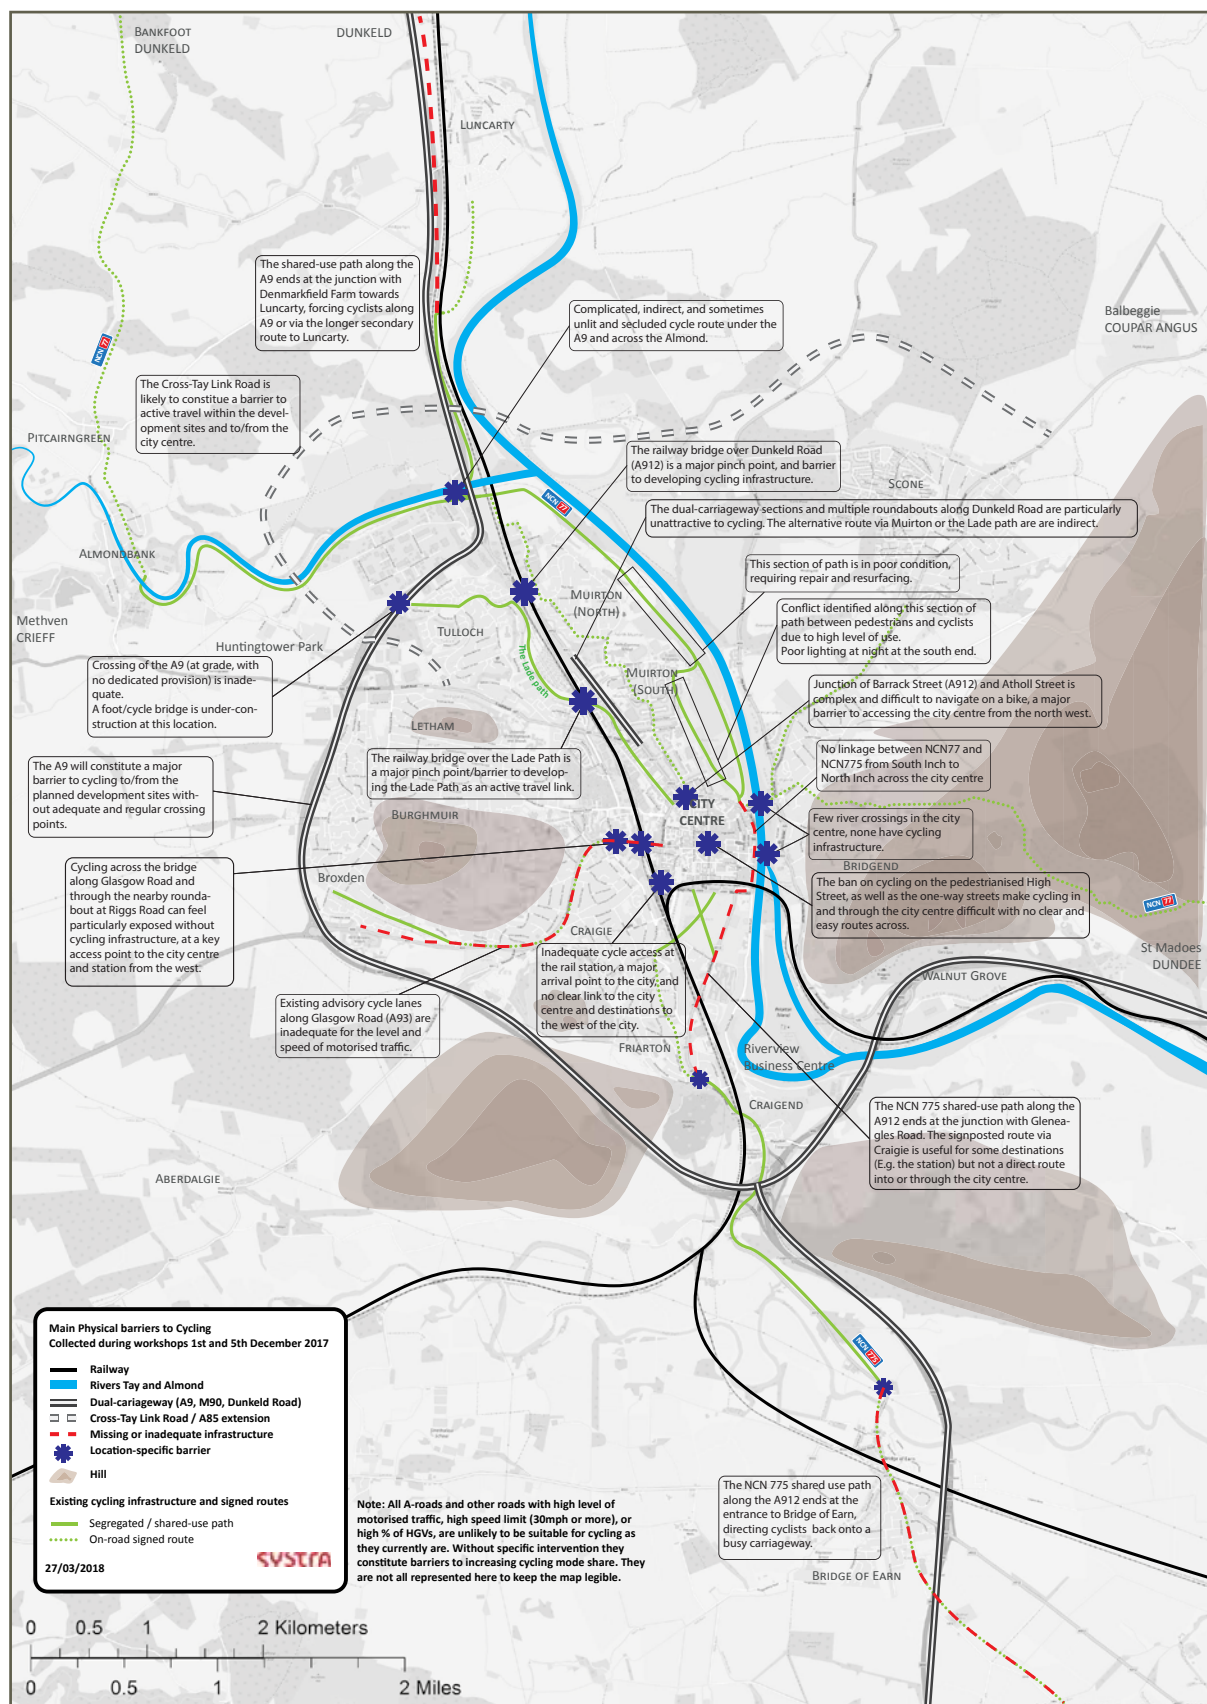 BANKFOOT
DUNKELD
DUNKELD
LUNCARTY
The shared-use path along the
A9 ends at the junction with
Denmarkfield Farm towards
Luncarty, forcing cyclists along
A9 or via the longer secondary
route to Luncarty.
Complicated, indirect, and sometimes
unlit and secluded cycle route under the
A9 and across the Almond.
Balbeggie
COUPAR ANGUS
NCN 77
The Cross-Tay Link Road is
likely to constitue a barrier to
active travel within the devel-
opment sites and to/from the
city centre.
PITCAIRNGREEN
The railway bridge over Dunkeld Road
(A912) is a major pinch point, and barrier
to developing cycling infrastructure.
SCONE
NCN 77
The dual-carriageway sections and multiple roundabouts along Dunkeld Road are particularly
unattractive to cycling. The alternative route via Muirton or the Lade path are are indirect.
ALMONDBANK
This section of path is in poor condition,
requiring repair and resurfacing.
MUIRTON
(NORTH)
Conflict identified along this section of
path between pedestrians and cyclists
due to high level of use.
Poor lighting at night at the south end.
Methven
CRIEFF
TULLOCH
Huntingtower Park
The Lade path
Crossing of the A9 (at grade, with
no dedicated provision) is inade-
quate.
A foot/cycle bridge is under-con-
struction at this location.
MUIRTON
(SOUTH)
Junction of Barrack Street (A912) and Atholl Street is
complex and difficult to navigate on a bike, a major
barrier to accessing the city centre from the north west.
LETHAM
The railway bridge over the Lade Path is
a major pinch point/barrier to develop-
ing the Lade Path as an active travel link.
No linkage between NCN77 and
NCN775 from South Inch to
North Inch across the city centre
The A9 will constitute a major
barrier to cycling to/from the
planned development sites with-
out adequate and regular crossing
points.
CITY
CENTRE
BURGHMUIR
Few river crossings in the city
centre, none have cycling
infrastructure.
BRIDGEND
Cycling across the bridge
along Glasgow Road and
through the nearby rounda-
bout at Riggs Road can feel
particularly exposed without
cycling infrastructure, at a key
access point to the city centre
and station from the west.
Broxden
The ban on cycling on the pedestrianised High
Street, as well as the one-way streets make cycling in
and through the city centre difficult with no clear and
easy routes across.
NCN 77
CRAIGIE
St Madoes
DUNDEE
Inadequate cycle access at
the rail station, a major
arrival point to the city, and
no clear link to the city
centre and destinations to
the west of the city.
WALNUT GROVE
Existing advisory cycle lanes
along Glasgow Road (A93) are
inadequate for the level and
speed of motorised traffic.
FRIARTON
Riverview
Business Centre
CRAIGEND
The NCN 775 shared-use path along the
A912 ends at the junction with Glenea-
gles Road. The signposted route via
Craigie is useful for some destinations
(E.g. the station) but not a direct route
into or through the city centre.
ABERDALGIE
NCN 775
Main Physical barriers to Cycling
Collected during workshops 1st and 5th December 2017
Railway
Rivers Tay and Almond
Dual-cariageway (A9, M90, Dunkeld Road)
Cross-Tay Link Road / A85 extension
Missing or inadequate infrastructure
Location-specific barrier
Hill
Existing cycling infrastructure and signed routes
Segregated / shared-use path
On-road signed route
27/03/2018
SYSTRA
Note: All A-roads and other roads with high level of
motorised traffic, high speed limit (30mph or more), or
high % of HGVs, are unlikely to be suitable for cycling as
they currently are. Without specific intervention they
constitute barriers to increasing cycling mode share. They
are not all represented here to keep the map legible.
The NCN 775 shared use path
along the A912 ends at the
entrance to Bridge of Earn,
directing cyclists back onto a
busy carriageway.
BRIDGE OF EARN
0 0.5 1 2 Kilometers
0 0.5 1 2 Miles